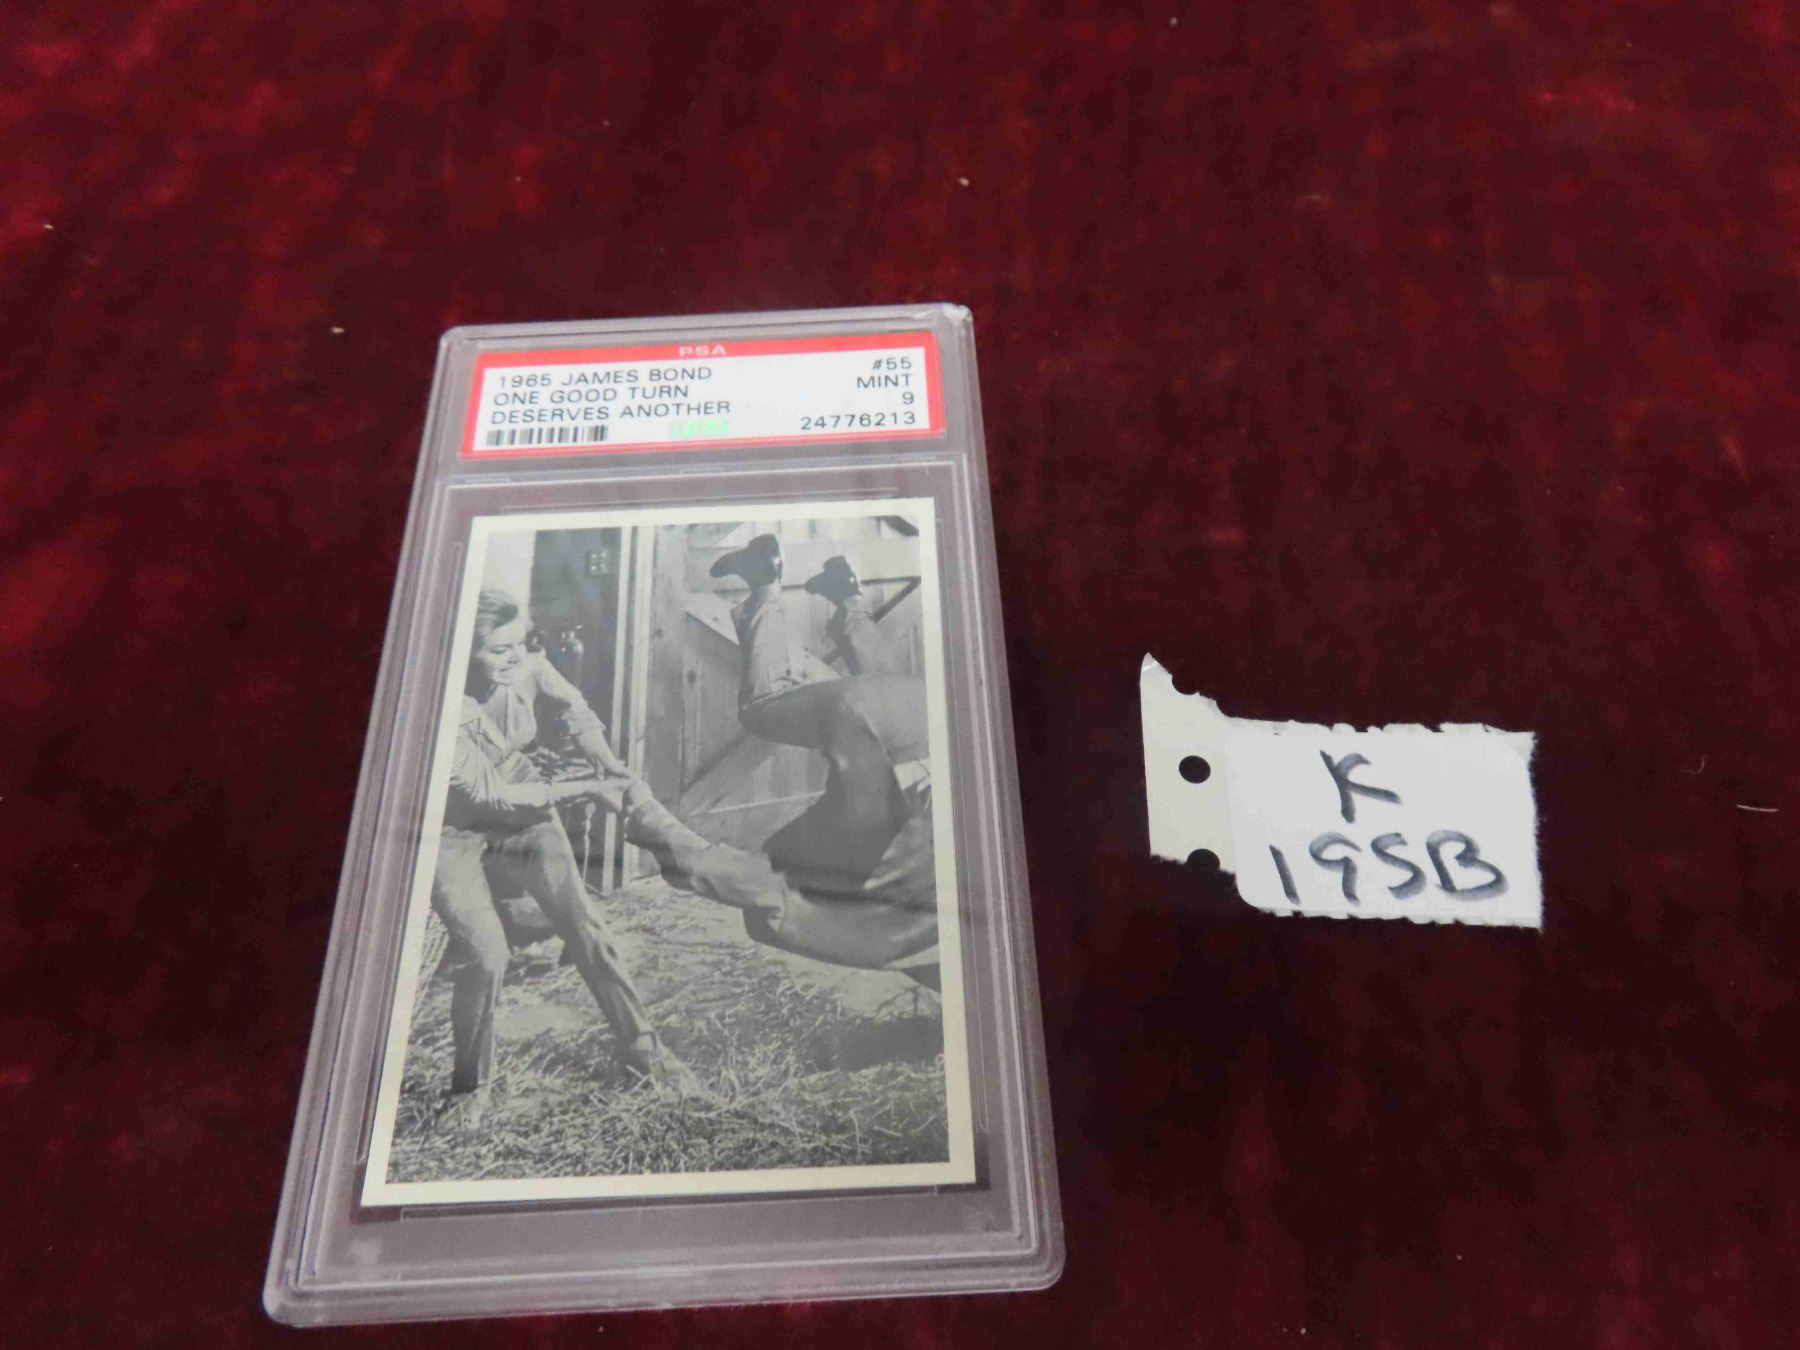 PSA
1965 JAMES BOND #55
ONE GOOD TURN MINT
DESERVES ANOTHER 9
24776213
K
195B